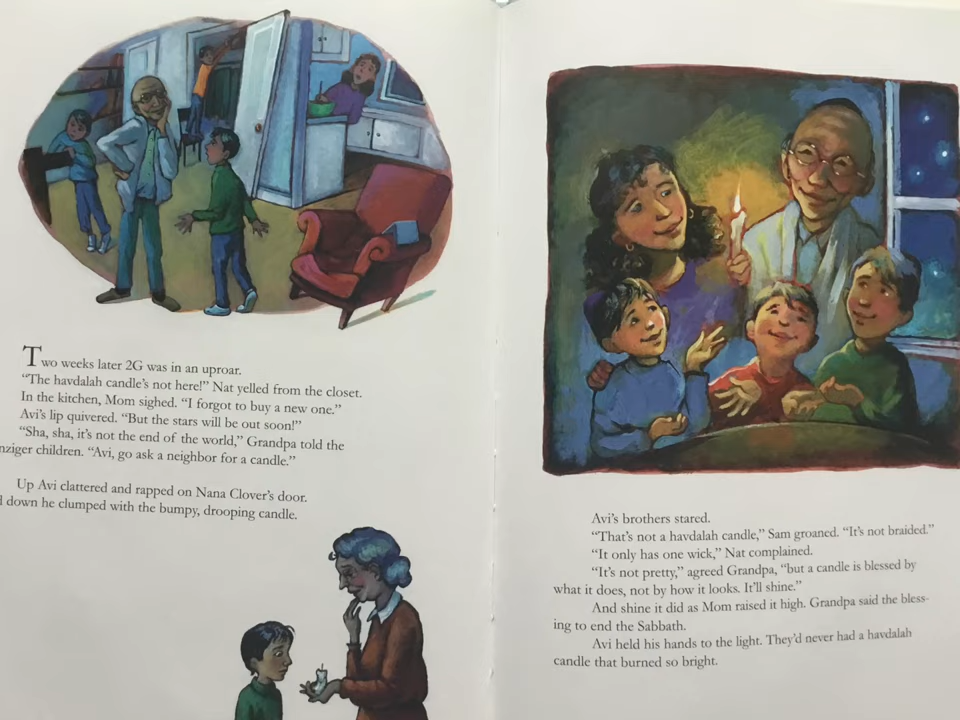 Two weeks later 2G was in an uproar.
“The havdalah candle’s not here!” Nat yelled from the closet.
In the kitchen, Mom sighed. “I forgot to buy a new one.”
Avi’s lip quivered. “But the stars will be out soon!”
“Sha, sha, it’s not the end of the world,” Grandpa told the
children. “Avi, go ask a neighbor for a candle.”
Up Avi clattered and rapped on Nana Clover’s door.
down he clumped with the bumpy, drooping candle.
Avi’s brothers stared.
“That’s not a havdalah candle,” Sam groaned. “It’s not braided.”
“It only has one wick,” Nat complained.
“It’s not pretty,” agreed Grandpa, “but a candle is blessed by
what it does, not by how it looks. It’ll shine.”
And shine it did as Mom raised it high. Grandpa said the bless-
ing to end the Sabbath.
Avi held his hands to the light. They’d never had a havdalah
candle that burned so bright.